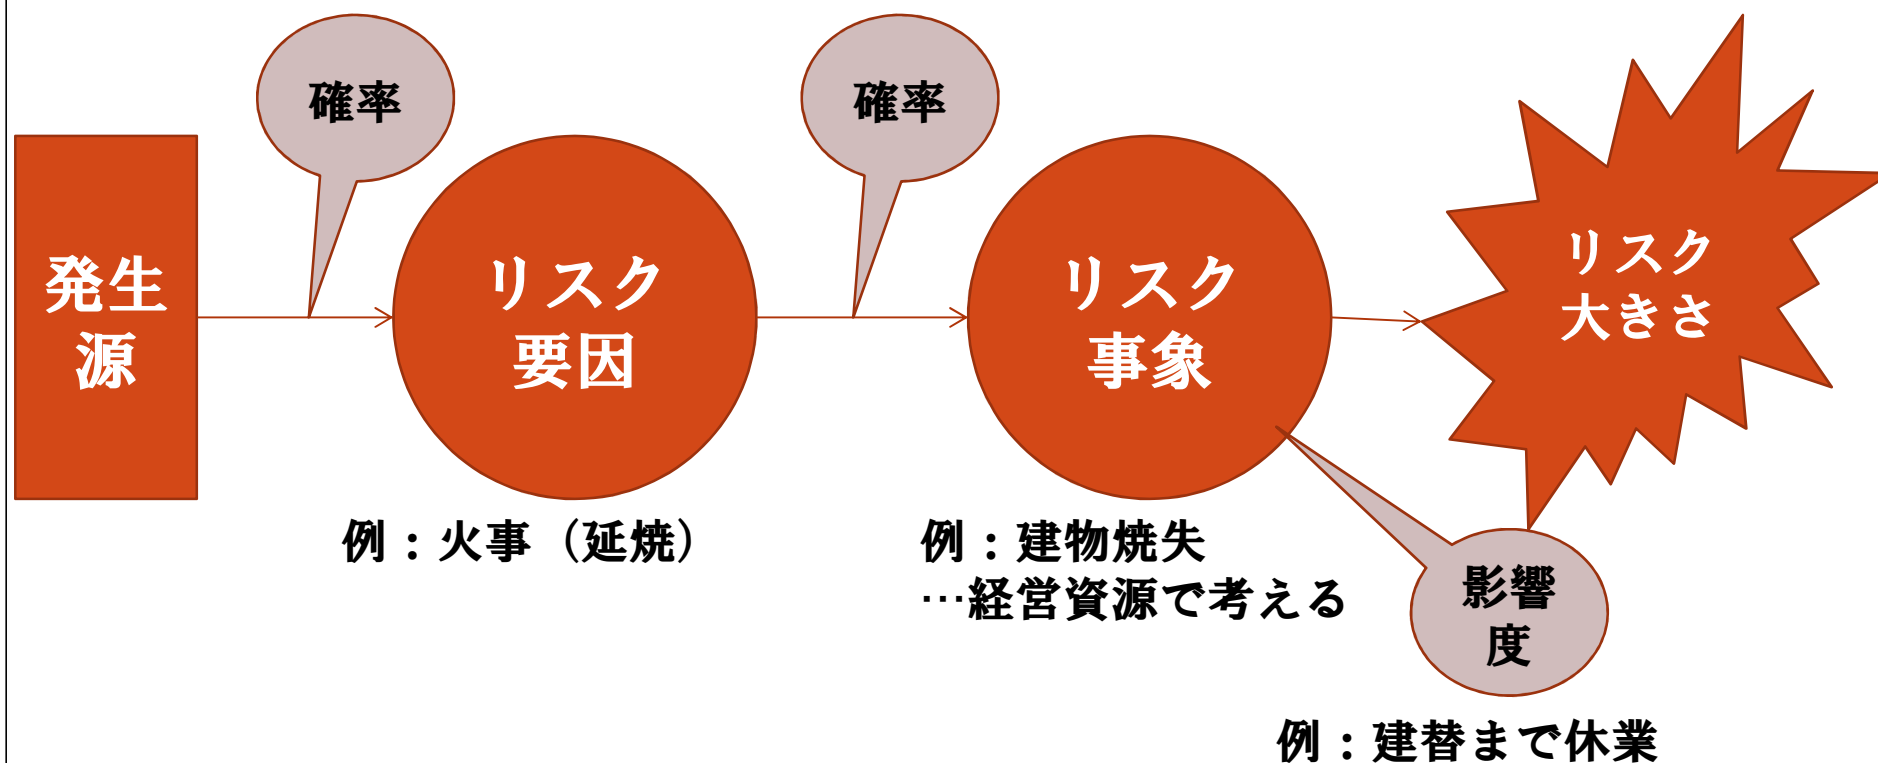 確率
確率
発生
源
リスク
要因
リスク
事象
リスク
大きさ
例：火事（延焼）
例：建物焼失
…経営資源で考える
影響
度
例：建替まで休業